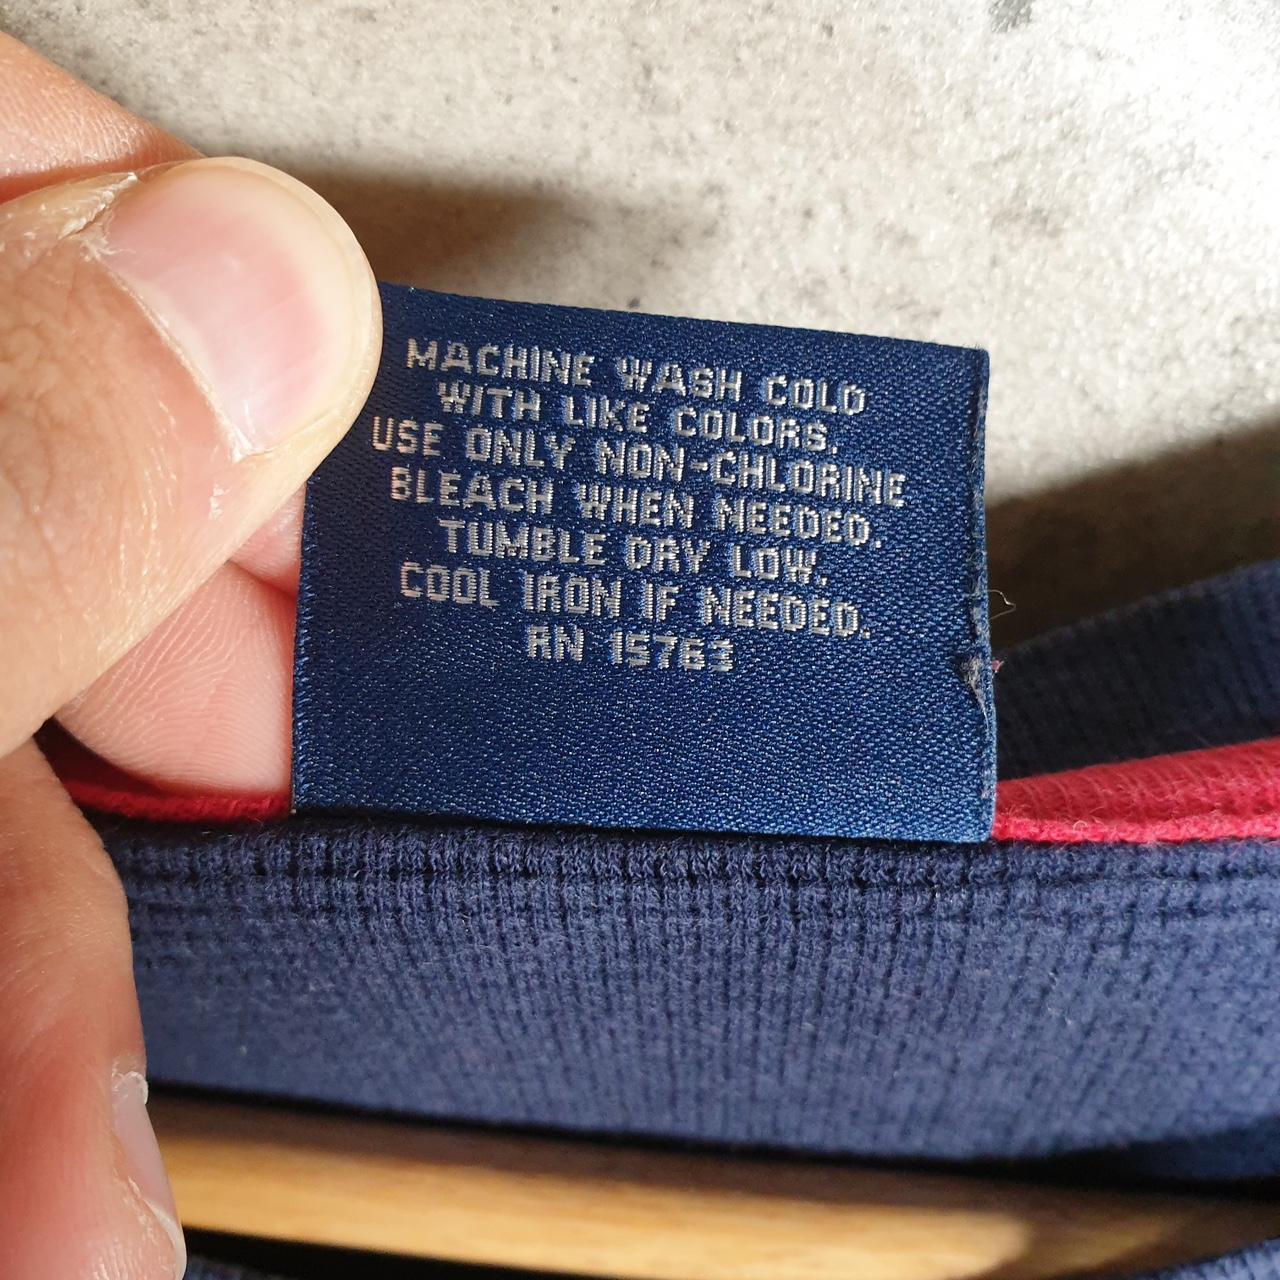 MACHINE WASH COLD
WITH LIKE COLORS.
USE ONLY NON-CHLORINE
BLEACH WHEN NEEDED.
TUMBLE DRY LOW.
COOL IRON IF NEEDED.
RN 15763